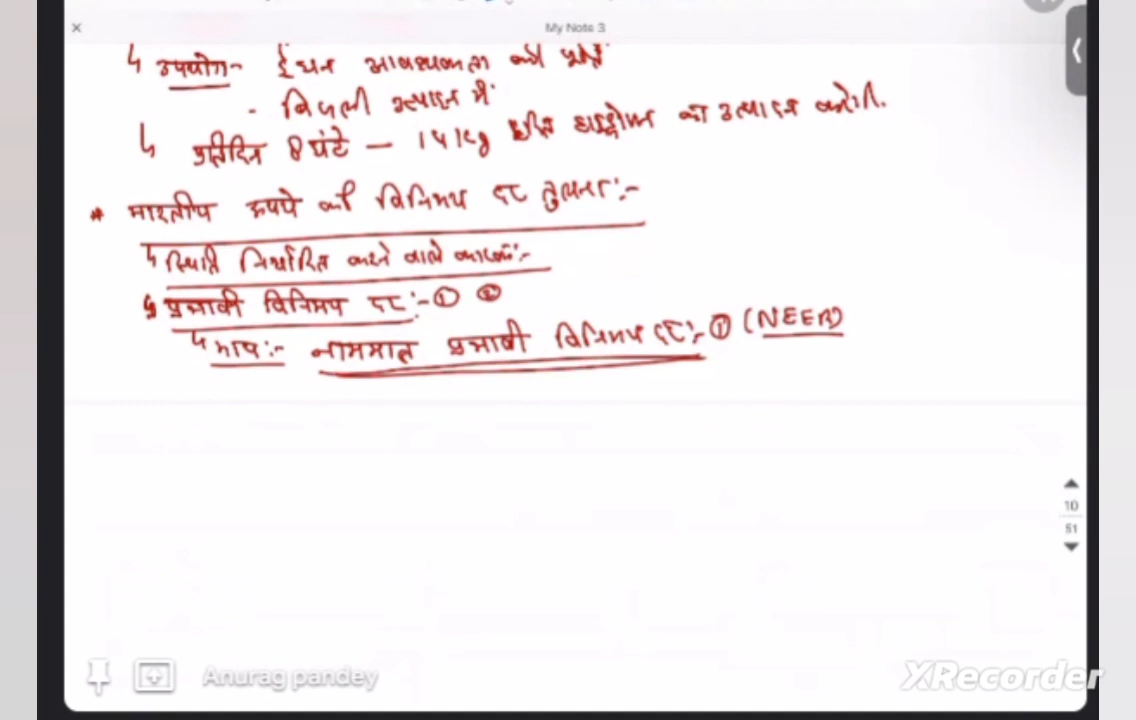 My Note 3
↳ उपयोग- ईंधन आवश्यकता की पूर्ति
- बिजली उत्पादन में
↳ प्रतिदिन 8 घंटे — 14 Kg हरित हाइड्रोजन का उत्पादन करेगी.
* भारतीय रूपये की विनिमय दर तुलना:-
↳ स्थिति निर्धारित करने वाले कारक:-
↳ प्रभावी विनिमय दर:- ① ②
↳ माप:- नाममात्र प्रभावी विनिमय दर:- ① (NEER)
10
51
Anurag pandey
XRecorder